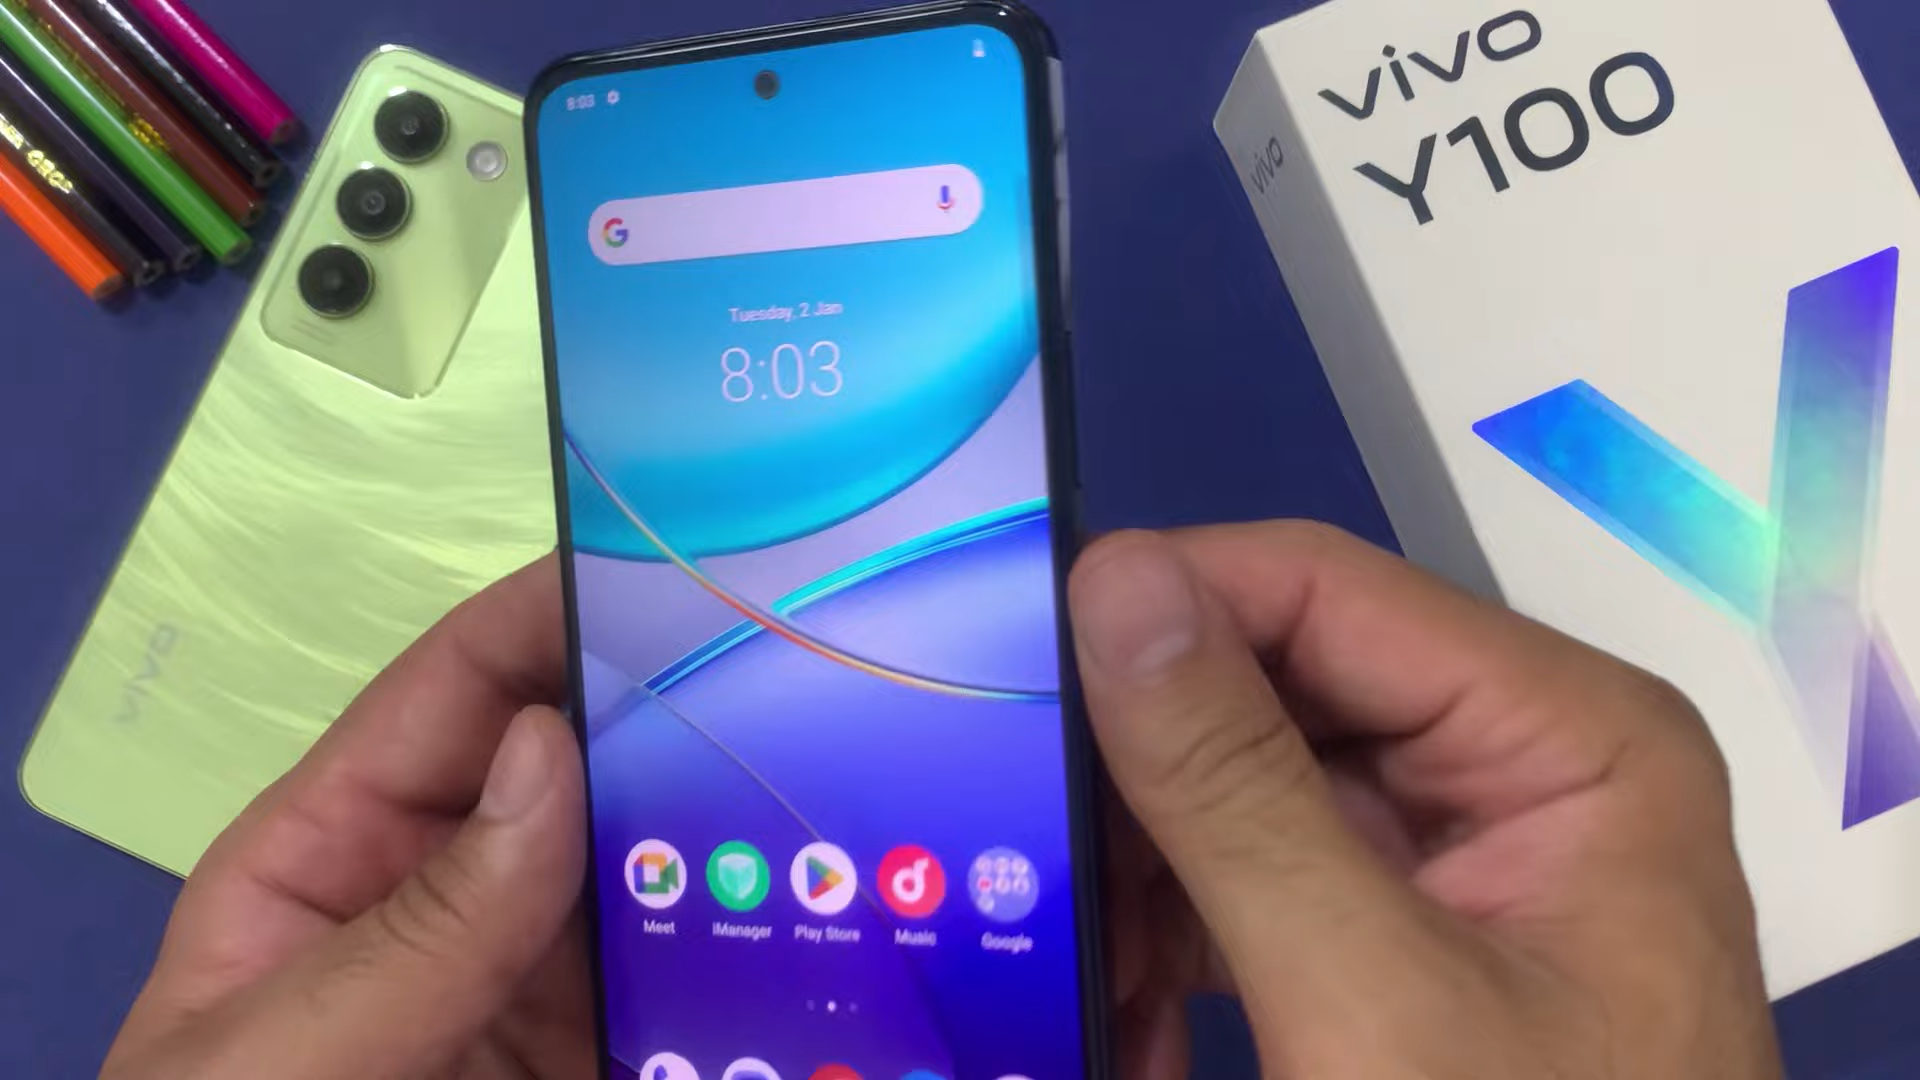 vivo
Y100
vivo
8:03
Tuesday, 2 Jan
8:03
Meet
iManager
Play Store
Music
Google
vivo